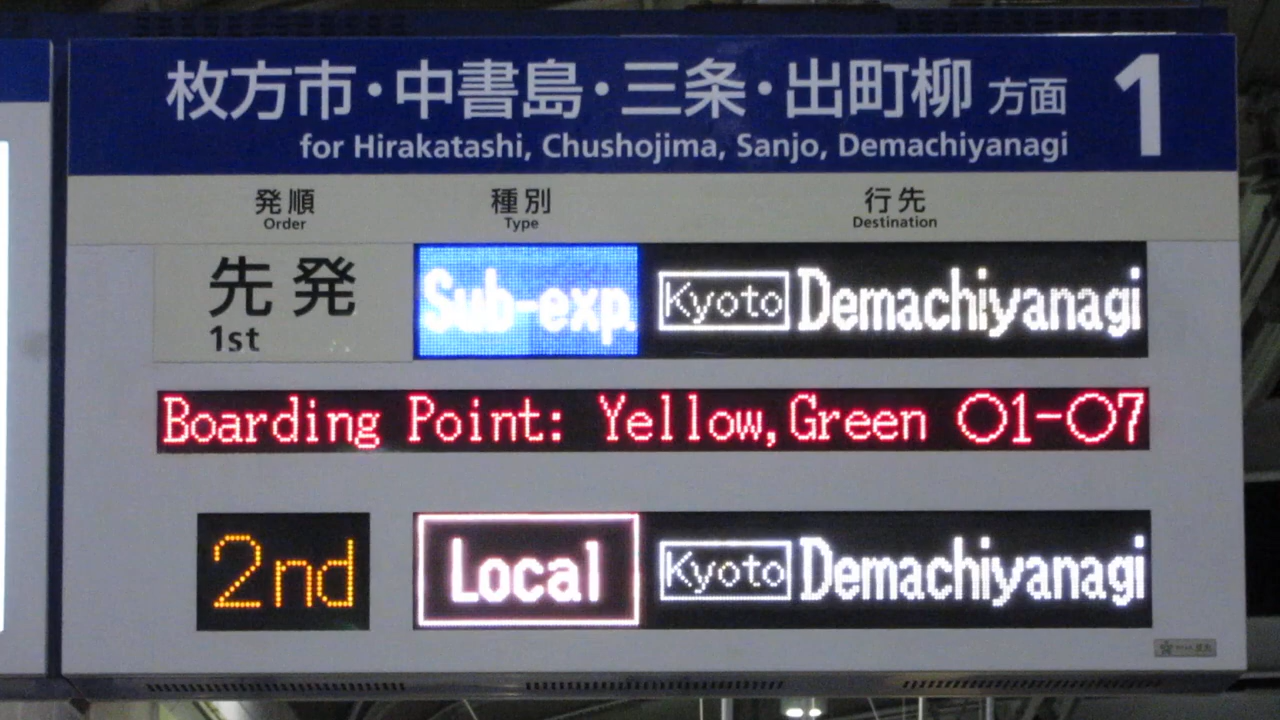 枚方市・中書島・三条・出町柳 方面 1
for Hirakatashi, Chushojima, Sanjo, Demachiyanagi
発順 種別 行先
Order Type Destination
先発 Sub-exp. Kyoto Demachiyanagi
1st
Boarding Point: Yellow,Green ○1-○7
2nd Local Kyoto Demachiyanagi